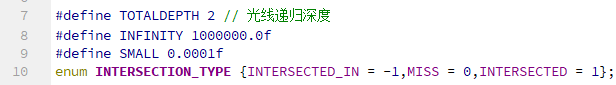 7 #define TOTALDEPTH 2 // 光线递归深度
8 #define INFINITY 1000000.0f
9 #define SMALL 0.0001f
10 enum INTERSECTION_TYPE {INTERSECTED_IN = -1,MISS = 0,INTERSECTED = 1};